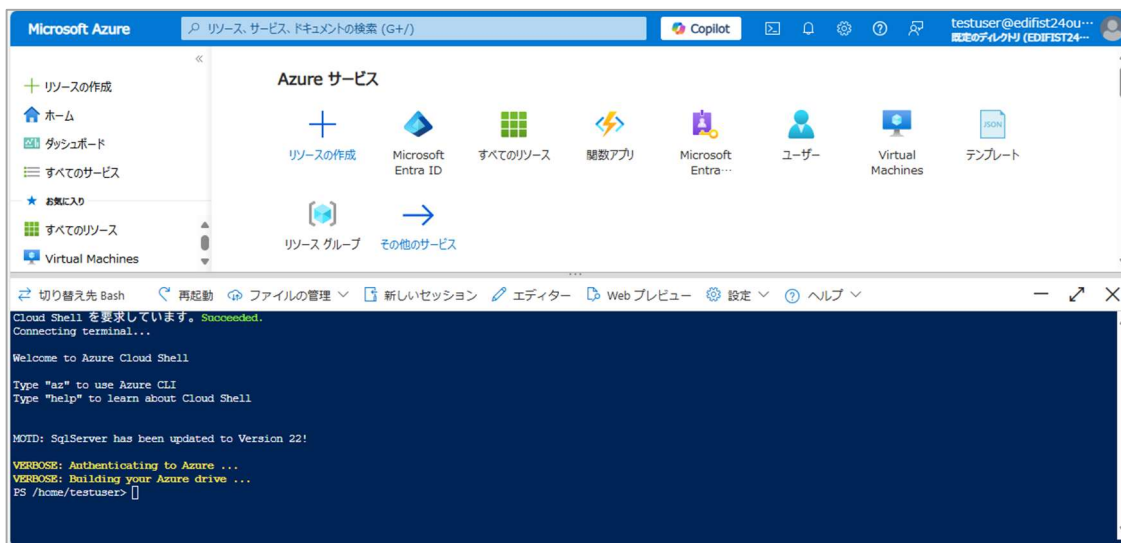 Microsoft Azure
リソース、サービス、ドキュメントの検索 (G+/)
Copilot
testuser@edifist24ou…
既定のディレクトリ (EDIFIST24…
リソースの作成
ホーム
ダッシュボード
すべてのサービス
お気に入り
すべてのリソース
Virtual Machines
Azure サービス
リソースの作成
Microsoft Entra ID
すべてのリソース
関数アプリ
Microsoft Entra…
ユーザー
Virtual Machines
JSON
テンプレート
リソース グループ
その他のサービス
切り替え先 Bash
再起動
ファイルの管理
新しいセッション
エディター
Web プレビュー
設定
ヘルプ
Cloud Shell を要求しています。Succeeded.
Connecting terminal...
Welcome to Azure Cloud Shell
Type "az" to use Azure CLI
Type "help" to learn about Cloud Shell
MOTD: SqlServer has been updated to Version 22!
VERBOSE: Authenticating to Azure ...
VERBOSE: Building your Azure drive ...
PS /home/testuser>